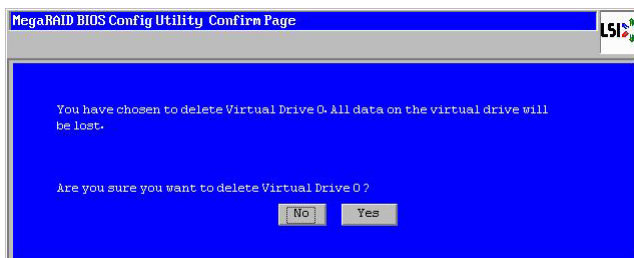 MegaRAID BIOS Config Utility Confirm Page
LSI
You have chosen to delete Virtual Drive 0. All data on the virtual drive will
be lost.
Are you sure you want to delete Virtual Drive 0 ?
No Yes